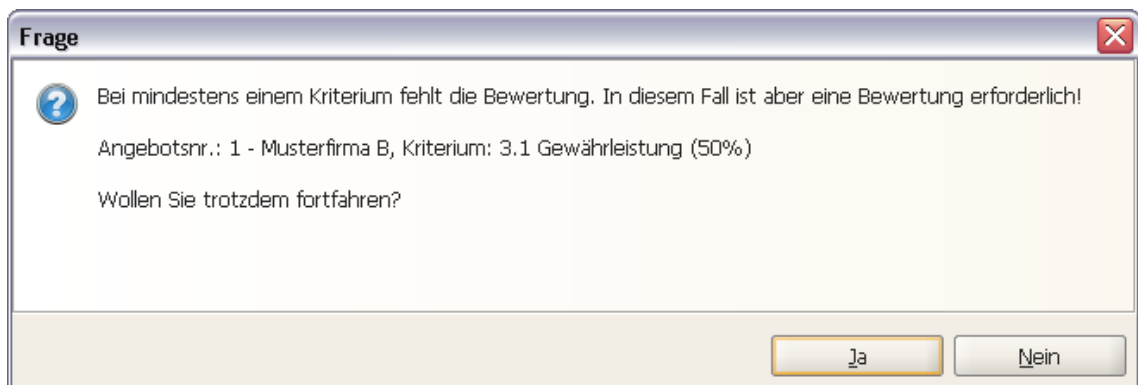 Frage
Bei mindestens einem Kriterium fehlt die Bewertung. In diesem Fall ist aber eine Bewertung erforderlich!
Angebotsnr.: 1 - Musterfirma B, Kriterium: 3.1 Gewährleistung (50%)
Wollen Sie trotzdem fortfahren?
Ja
Nein